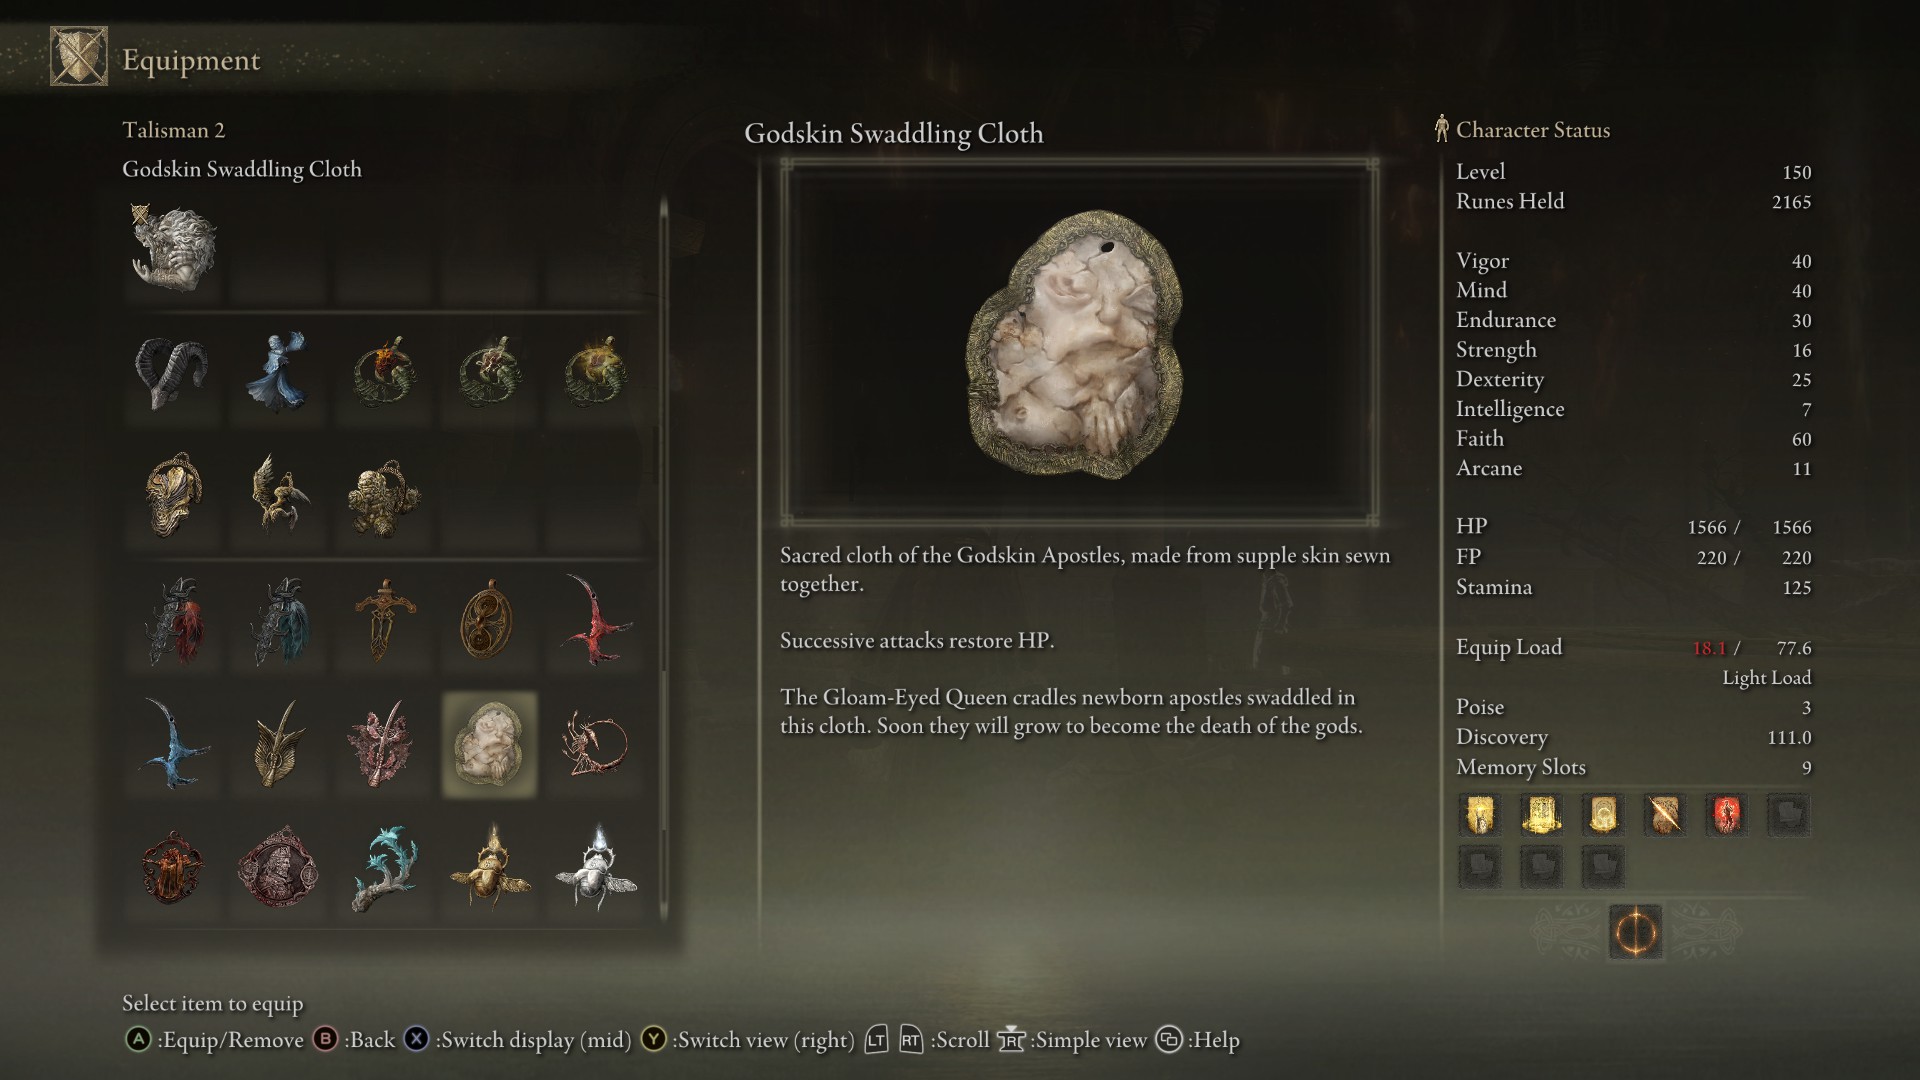 Equipment
Talisman 2
Godskin Swaddling Cloth
Godskin Swaddling Cloth
Sacred cloth of the Godskin Apostles, made from supple skin sewn
together.
Successive attacks restore HP.
The Gloam-Eyed Queen cradles newborn apostles swaddled in
this cloth. Soon they will grow to become the death of the gods.
Character Status
Level 150
Runes Held 2165
Vigor 40
Mind 40
Endurance 30
Strength 16
Dexterity 25
Intelligence 7
Faith 60
Arcane 11
HP 1566 / 1566
FP 220 / 220
Stamina 125
Equip Load 18.1 / 77.6
Light Load
Poise 3
Discovery 111.0
Memory Slots 9
Select item to equip
A :Equip/Remove B :Back X :Switch display (mid) Y :Switch view (right) LT RT :Scroll R :Simple view :Help